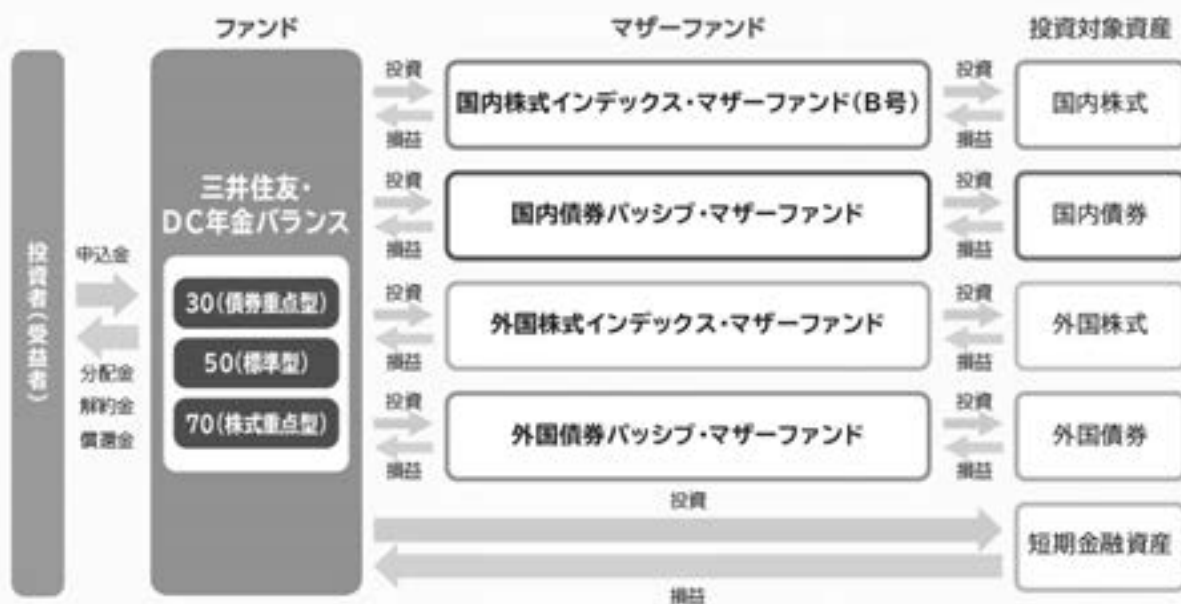 ファンド
マザーファンド
投資対象資産
投資者(受益者)
申込金
分配金
解約金
償還金
三井住友・
DC年金バランス
30(債券重点型)
50(標準型)
70(株式重点型)
投資
損益
国内株式インデックス・マザーファンド(B号)
投資
損益
国内株式
投資
損益
国内債券パッシブ・マザーファンド
投資
損益
国内債券
投資
損益
外国株式インデックス・マザーファンド
投資
損益
外国株式
投資
損益
外国債券パッシブ・マザーファンド
投資
損益
外国債券
投資
損益
短期金融資産